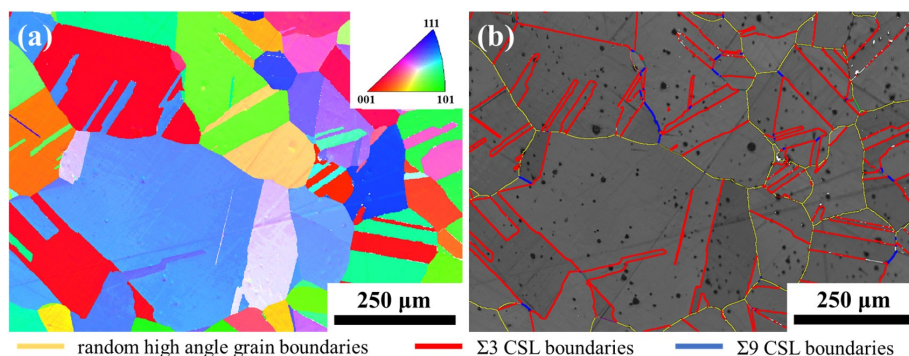 (a)
111
001
101
250 μm
(b)
250 μm
random high angle grain boundaries
Σ3 CSL boundaries
Σ9 CSL boundaries